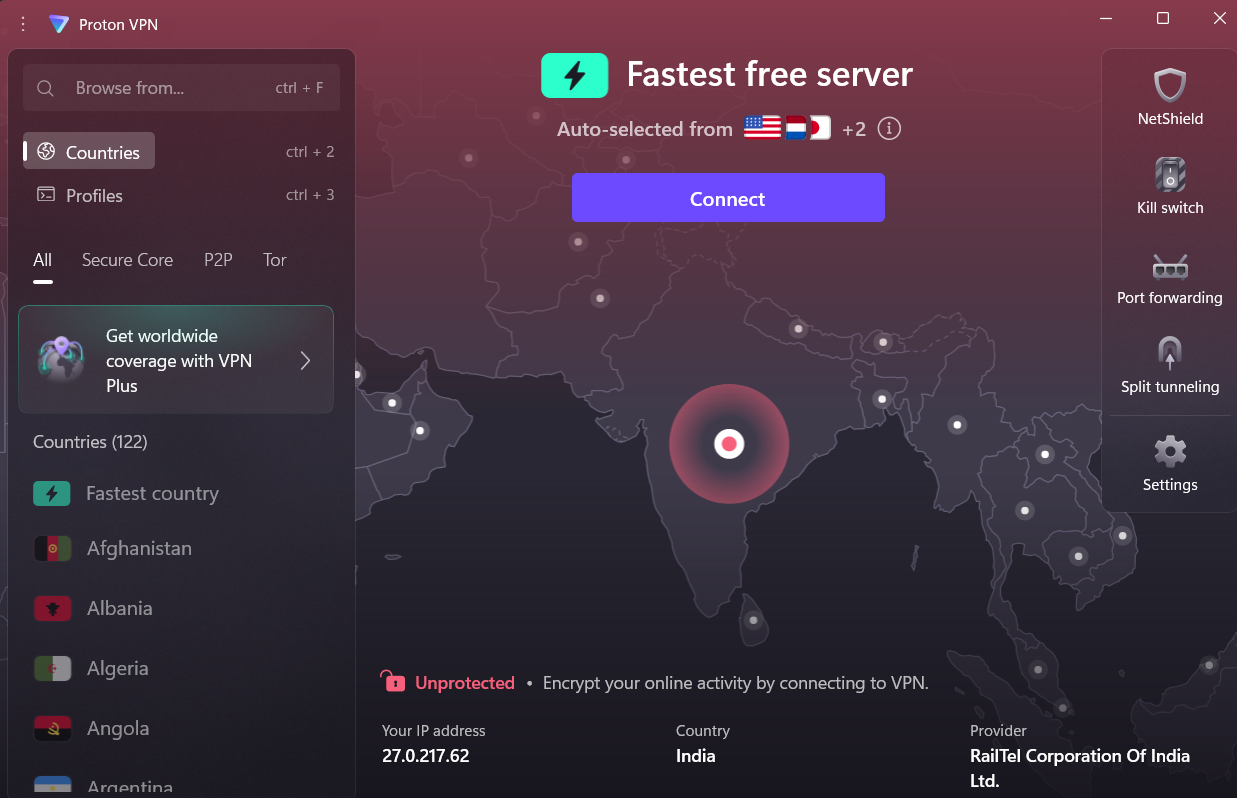 Proton VPN
Browse from... ctrl + F
Countries ctrl + 2
Profiles ctrl + 3
All Secure Core P2P Tor
Get worldwide
coverage with VPN
Plus
Countries (122)
Fastest country
Afghanistan
Albania
Algeria
Angola
Argentina
Fastest free server
Auto-selected from +2
Connect
Unprotected • Encrypt your online activity by connecting to VPN.
Your IP address
27.0.217.62
Country
India
Provider
RailTel Corporation Of India
Ltd.
NetShield
Kill switch
Port forwarding
Split tunneling
Settings